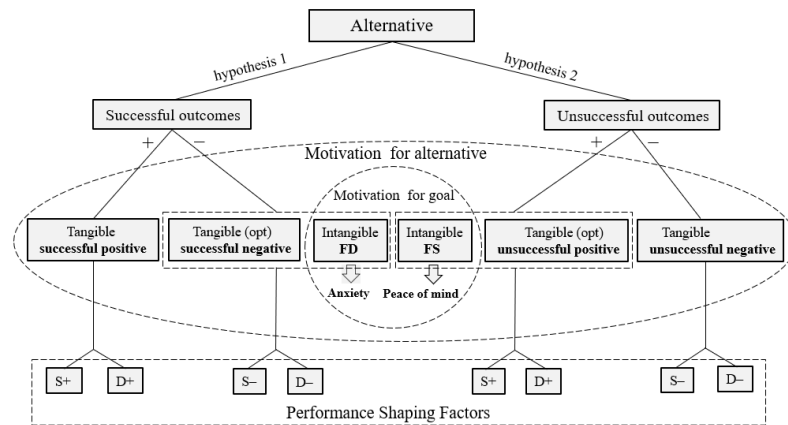 Alternative
hypothesis 1
hypothesis 2
Successful outcomes
Unsuccessful outcomes
+
−
+
−
Motivation for alternative
Motivation for goal
Tangible
successful positive
Tangible (opt)
successful negative
Intangible
FD
Intangible
FS
Tangible (opt)
unsuccessful positive
Tangible
unsuccessful negative
Anxiety
Peace of mind
S+
D+
S−
D−
S+
D+
S−
D−
Performance Shaping Factors